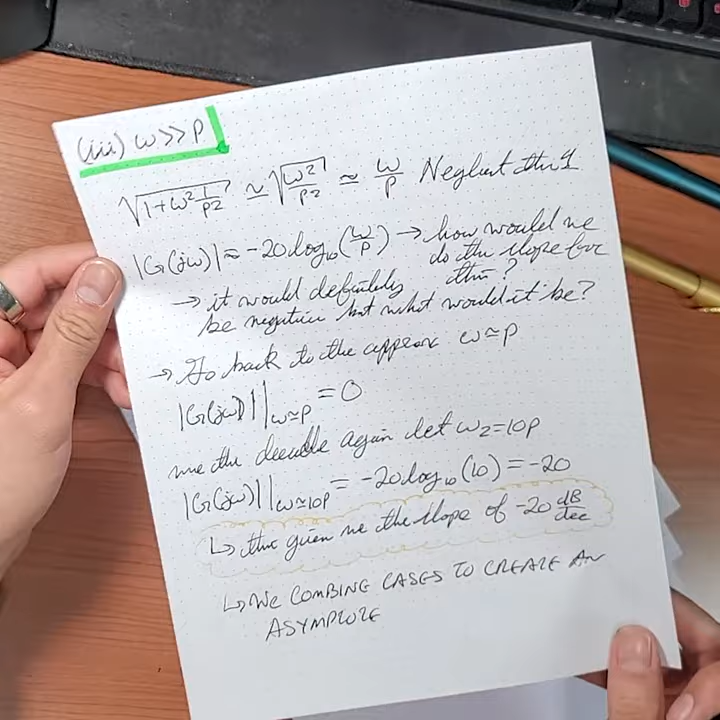 (iii) ω>>p
√(1+ω² 1/p²) ≃ √(ω²/p²) ≃ ω/p Neglect the 1
|G(jω)| ≈ -20log₁₀(ω/p) → how would we
do the slope for
this?
→ it would definitely
be negative but what would it be?
→ Go back to the approx ω≃p
|G(jω)||ω≃p = 0
use the decade again let ω₂=10p
|G(jω)||ω≃10p = -20log₁₀(10) = -20
↳ this gives me the slope of -20 dB/dec
↳ WE COMBINE CASES TO CREATE AN
ASYMPTOTE